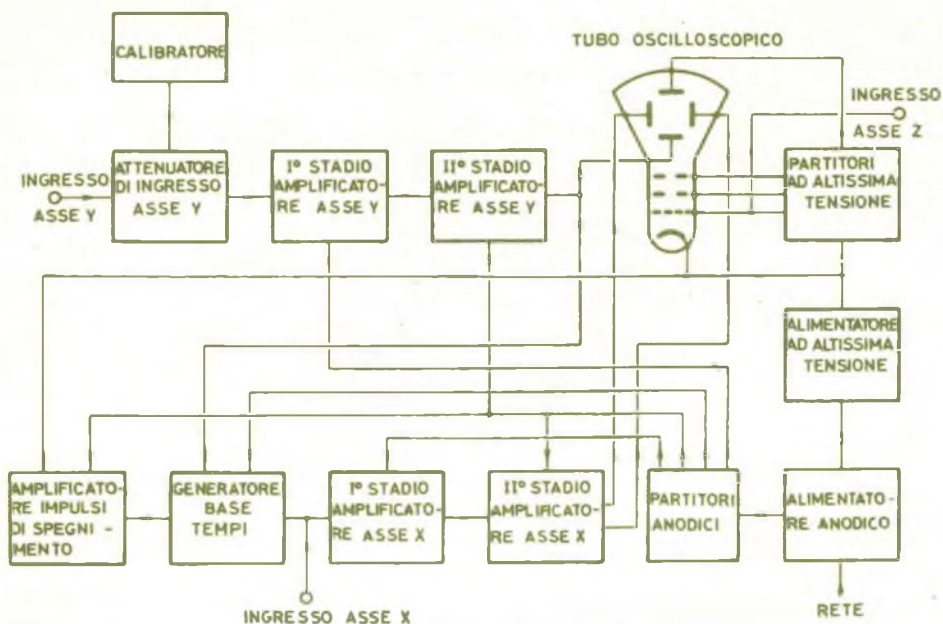 CALIBRATORE
TUBO OSCILLOSCOPICO
INGRESSO
ASSE Z
INGRESSO
ASSE Y
ATTENUATORE
DI INGRESSO
ASSE Y
I° STADIO
AMPLIFICATO-
RE ASSE Y
II° STADIO
AMPLIFICATO-
RE ASSE Y
PARTITORI
AD ALTISSIMA
TENSIONE
ALIMENTATORE
AD ALTISSIMA
TENSIONE
AMPLIFICATO-
RE IMPULSI
DI SPEGNI-
MENTO
GENERATORE
BASE
TEMPI
I° STADIO
AMPLIFICATO-
RE ASSE X
II° STADIO
AMPLIFICATO-
RE ASSE X
PARTITORI
ANODICI
ALIMENTATO-
RE ANODICO
INGRESSO ASSE X
RETE